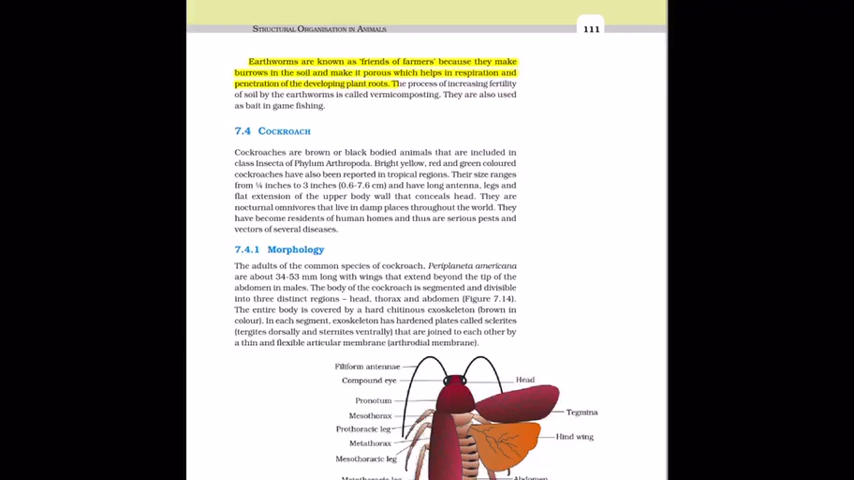 STRUCTURAL ORGANISATION IN ANIMALS
111
Earthworms are known as 'friends of farmers' because they make
burrows in the soil and make it porous which helps in respiration and
penetration of the developing plant roots. The process of increasing fertility
of soil by the earthworms is called vermicomposting. They are also used
as bait in game fishing.
7.4 COCKROACH
Cockroaches are brown or black bodied animals that are included in
class Insecta of Phylum Arthropoda. Bright yellow, red and green coloured
cockroaches have also been reported in tropical regions. Their size ranges
from ¼ inches to 3 inches (0.6-7.6 cm) and have long antenna, legs and
flat extension of the upper body wall that conceals head. They are
nocturnal omnivores that live in damp places throughout the world. They
have become residents of human homes and thus are serious pests and
vectors of several diseases.
7.4.1 Morphology
The adults of the common species of cockroach, Periplaneta americana
are about 34-53 mm long with wings that extend beyond the tip of the
abdomen in males. The body of the cockroach is segmented and divisible
into three distinct regions – head, thorax and abdomen (Figure 7.14).
The entire body is covered by a hard chitinous exoskeleton (brown in
colour). In each segment, exoskeleton has hardened plates called sclerites
(tergites dorsally and sternites ventrally) that are joined to each other by
a thin and flexible articular membrane (arthrodial membrane).
Filiform antennae
Compound eye
Head
Pronotum
Mesothorax
Tegmina
Prothoracic leg
Hind wing
Metathorax
Mesothoracic leg
Metathoracic leg
Abdomen